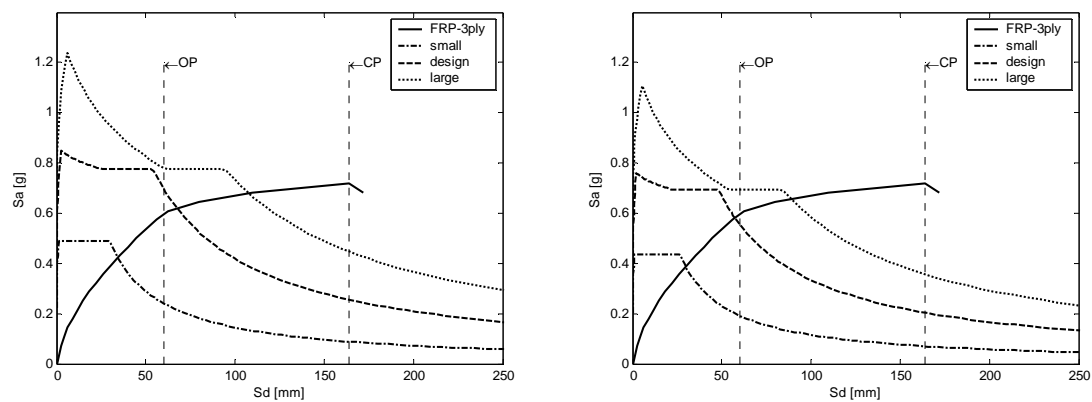 FRP-3ply
small
design
large
←OP
←CP
1.2
1
0.8
0.6
0.4
0.2
0
Sa [g]
0 50 100 150 200 250
Sd [mm]
FRP-3ply
small
design
large
←OP
←CP
1.2
1
0.8
0.6
0.4
0.2
0
Sa [g]
0 50 100 150 200 250
Sd [mm]